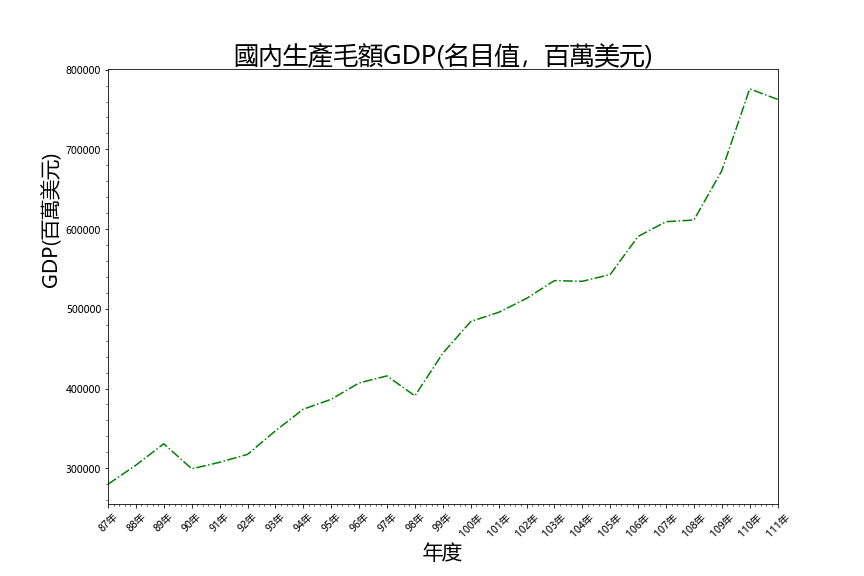 國內生產毛額GDP(名目值，百萬美元)
GDP(百萬美元)
800000
700000
600000
500000
400000
300000
87年
88年
89年
90年
91年
92年
93年
94年
95年
96年
97年
98年
99年
100年
101年
102年
103年
104年
105年
106年
107年
108年
109年
110年
111年
年度